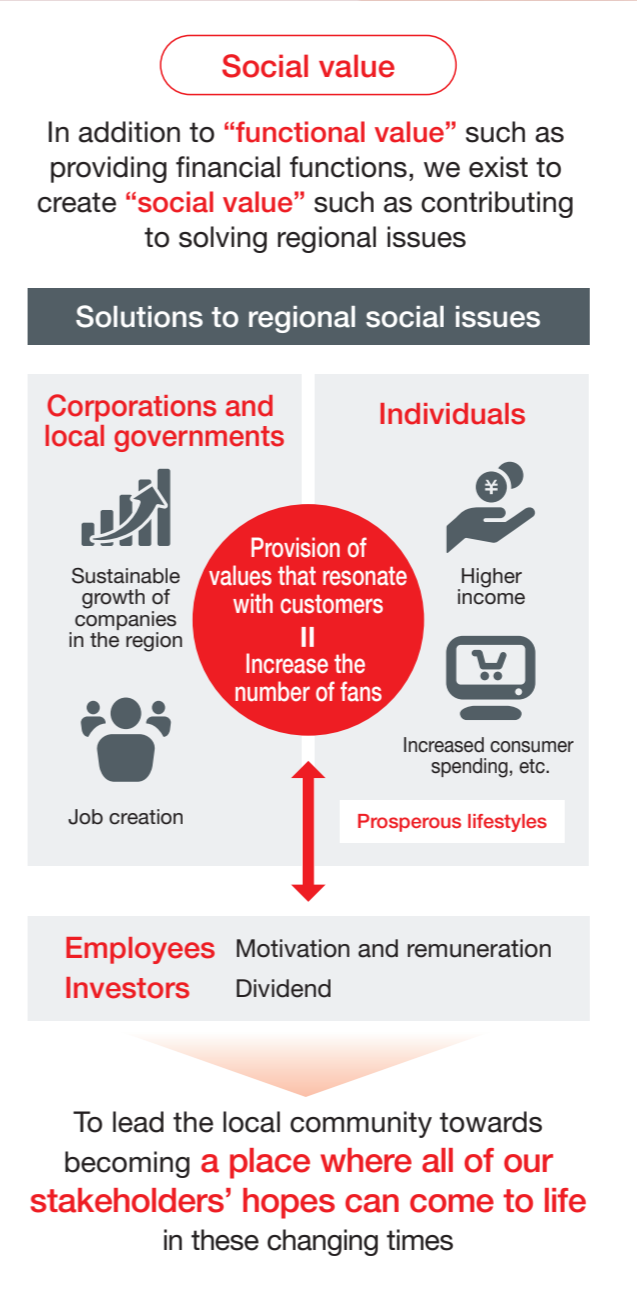 Social value
In addition to “functional value” such as
providing financial functions, we exist to
create “social value” such as contributing
to solving regional issues
Solutions to regional social issues
Corporations and
local governments
Sustainable
growth of
companies
in the region
Job creation
Provision of
values that resonate
with customers
=
Increase the
number of fans
Individuals
¥
Higher
income
Increased consumer
spending, etc.
Prosperous lifestyles
Employees Motivation and remuneration
Investors Dividend
To lead the local community towards
becoming a place where all of our
stakeholders’ hopes can come to life
in these changing times